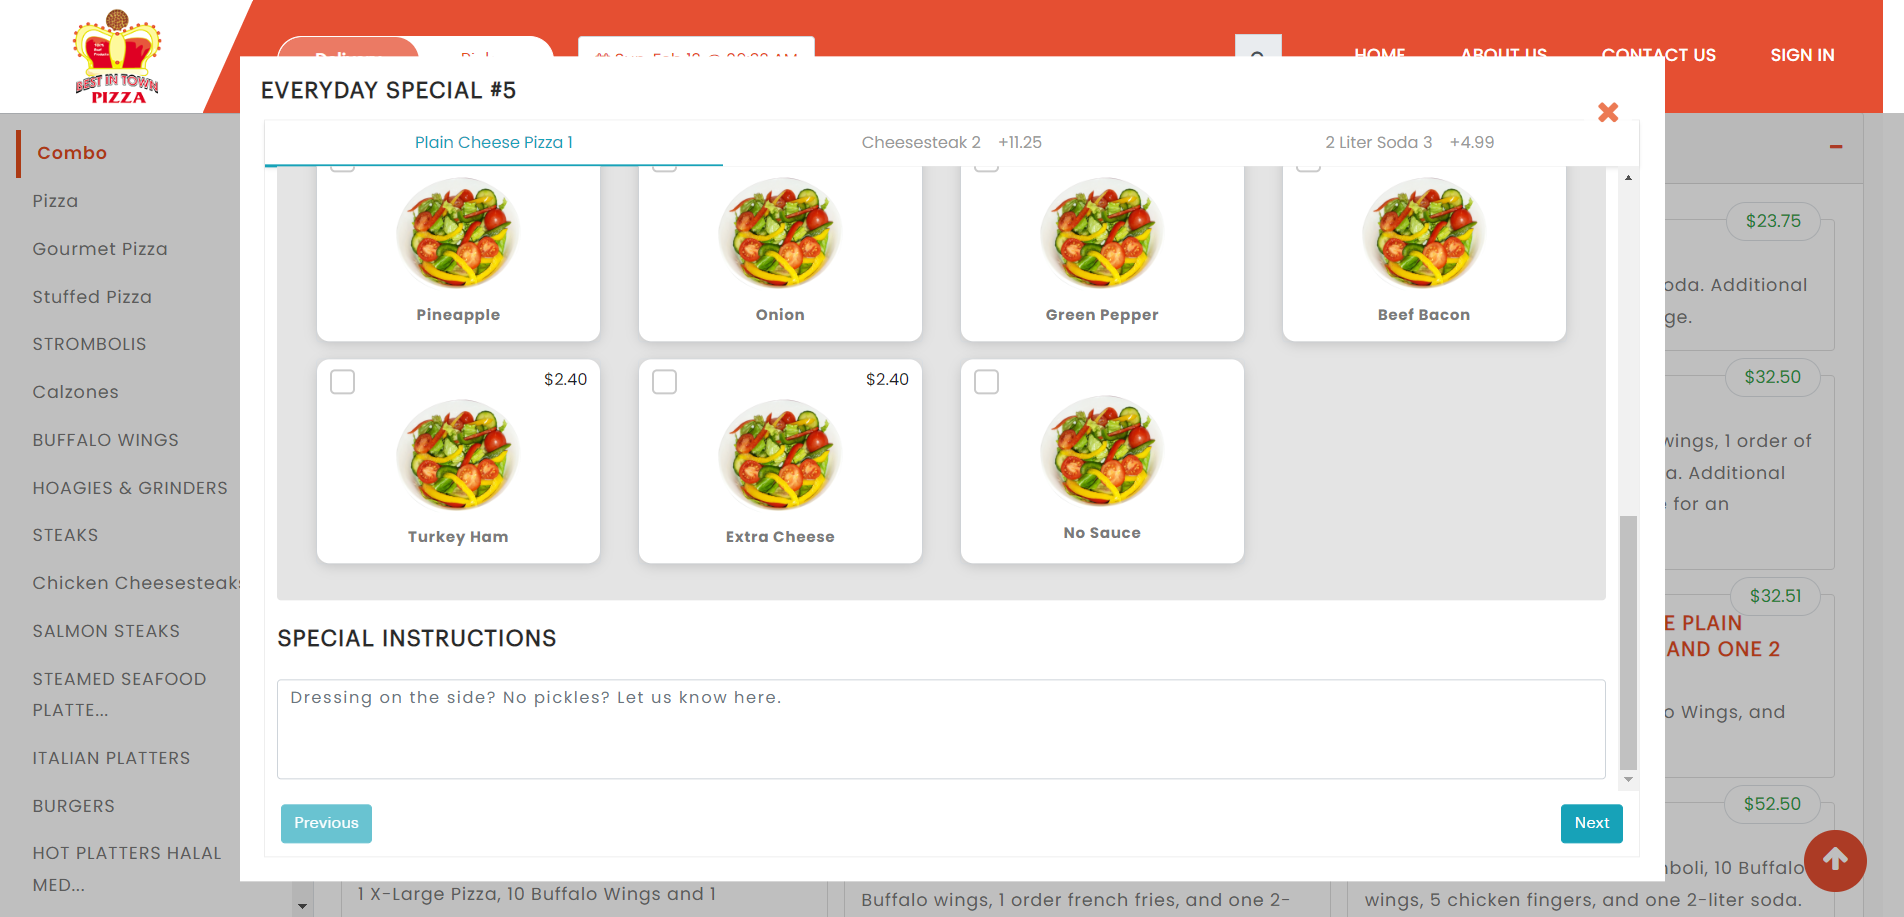 BEST IN TOWN
PIZZA
HOME
ABOUT US
CONTACT US
SIGN IN
EVERYDAY SPECIAL #5
Plain Cheese Pizza 1
Cheesesteak 2 +11.25
2 Liter Soda 3 +4.99
Combo
Pizza
Gourmet Pizza
Stuffed Pizza
STROMBOLIS
Calzones
BUFFALO WINGS
HOAGIES & GRINDERS
STEAKS
Chicken Cheesesteaks
SALMON STEAKS
STEAMED SEAFOOD
PLATTE...
ITALIAN PLATTERS
BURGERS
HOT PLATTERS HALAL
MED...
Pineapple
Onion
Green Pepper
Beef Bacon
$2.40
Turkey Ham
$2.40
Extra Cheese
No Sauce
SPECIAL INSTRUCTIONS
Dressing on the side? No pickles? Let us know here.
Previous
Next
$23.75
oda. Additional
ge.
$32.50
wings, 1 order of
a. Additional
for an
$32.51
E PLAIN
AND ONE 2
o Wings, and
$52.50
1 X-Large Pizza, 10 Buffalo Wings and 1
Buffalo wings, 1 order french fries, and one 2-
mboli, 10 Buffalo
wings, 5 chicken fingers, and one 2-liter soda.